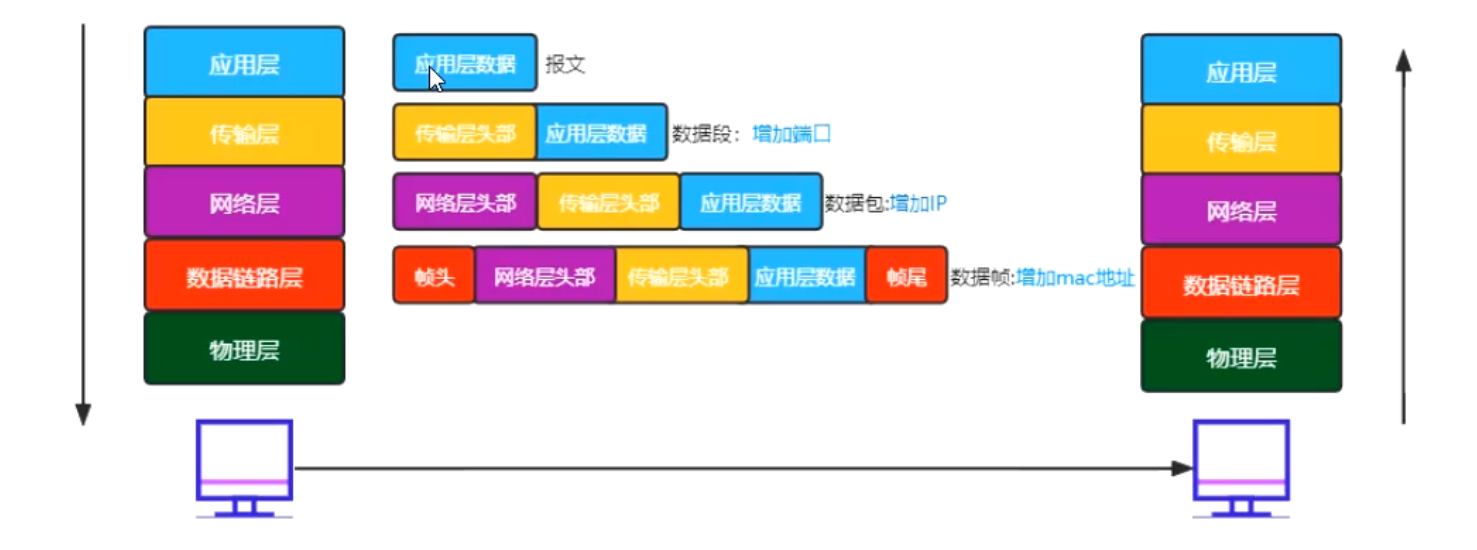 应用层
应用层数据 报文
应用层
传输层
传输层头部 应用层数据 数据段：增加端口
传输层
网络层
网络层头部 传输层头部 应用层数据 数据包:增加IP
网络层
数据链路层
帧头 网络层头部 传输层头部 应用层数据 帧尾 数据帧:增加mac地址
数据链路层
物理层
物理层